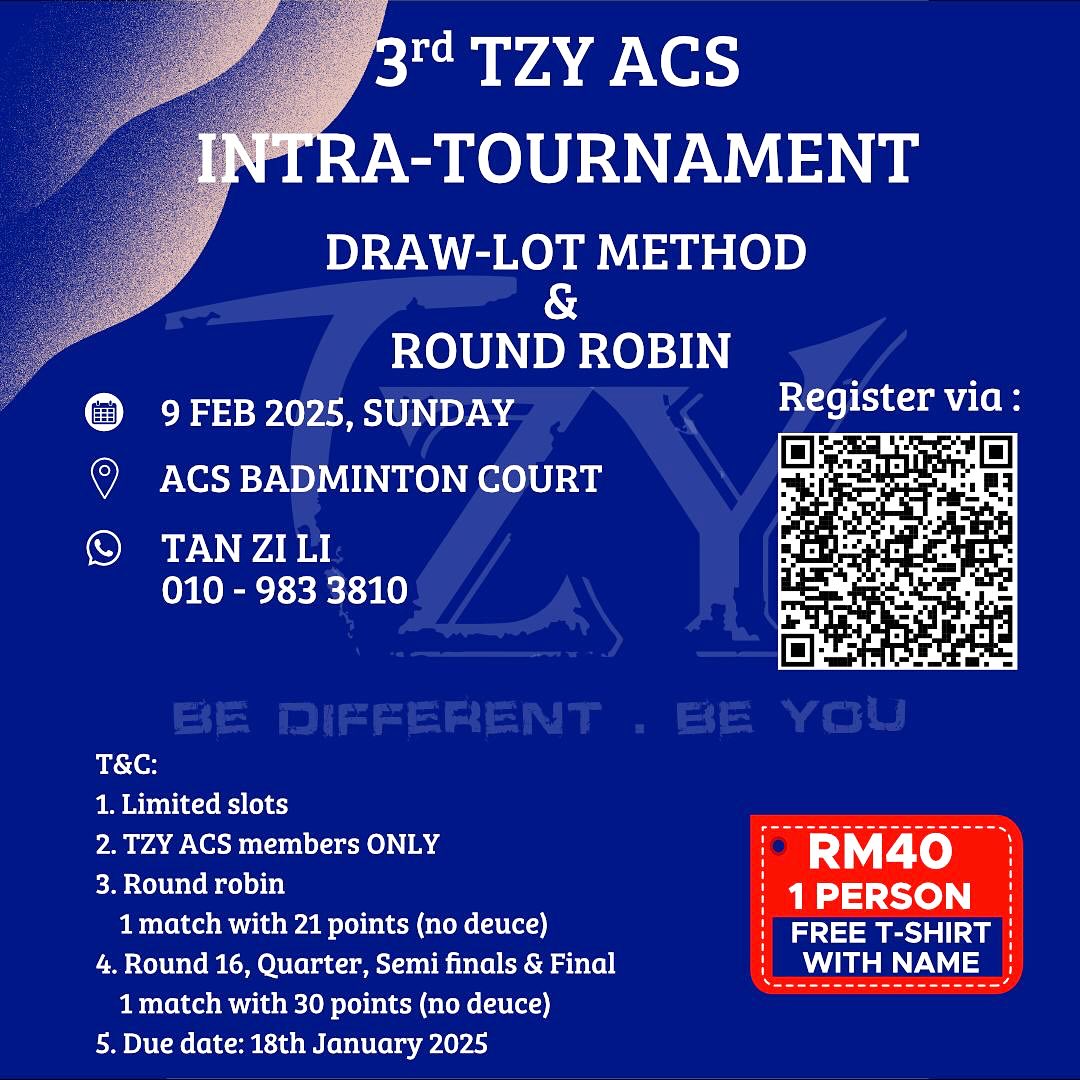 3rd TZY ACS
INTRA-TOURNAMENT
DRAW-LOT METHOD
&
ROUND ROBIN
9 FEB 2025, SUNDAY
ACS BADMINTON COURT
TAN ZI LI
010 - 983 3810
Register via :
TZY
BE DIFFERENT . BE YOU
T&C:
1. Limited slots
2. TZY ACS members ONLY
3. Round robin
1 match with 21 points (no deuce)
4. Round 16, Quarter, Semi finals & Final
1 match with 30 points (no deuce)
5. Due date: 18th January 2025
RM40
1 PERSON
FREE T-SHIRT
WITH NAME